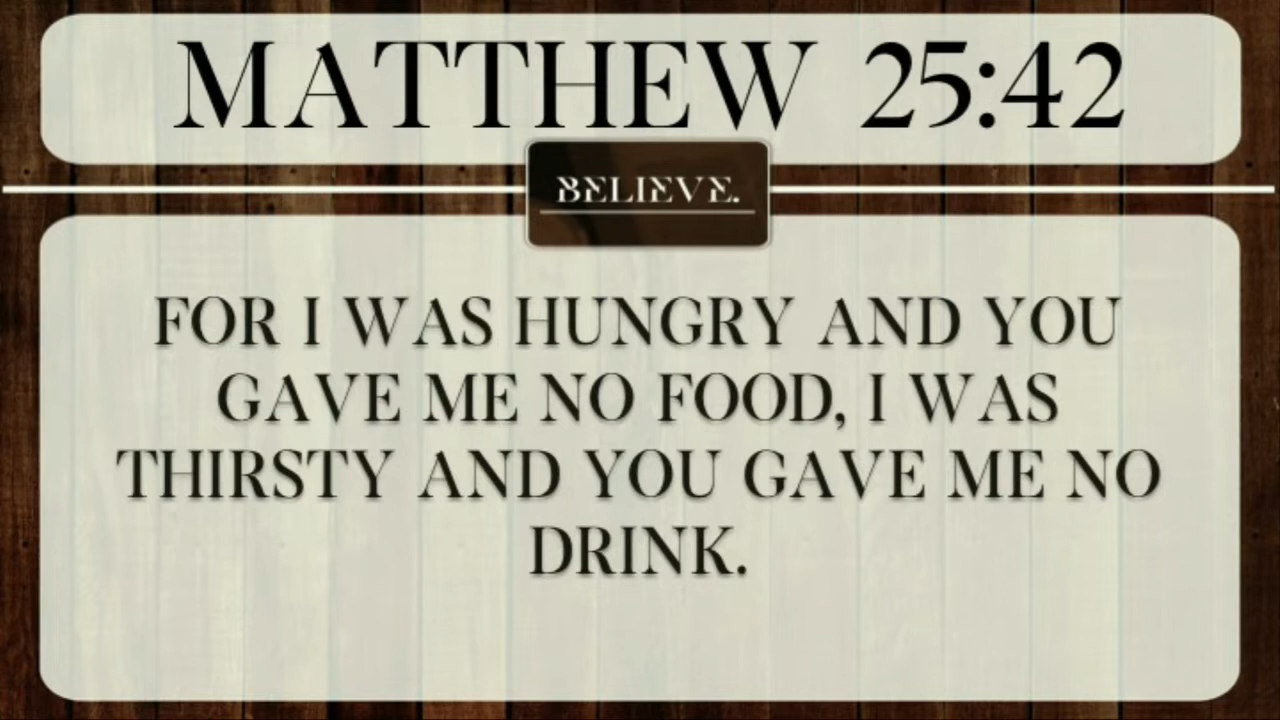 MATTHEW 25:42
BELIEVE.
FOR I WAS HUNGRY AND YOU
GAVE ME NO FOOD, I WAS
THIRSTY AND YOU GAVE ME NO
DRINK.